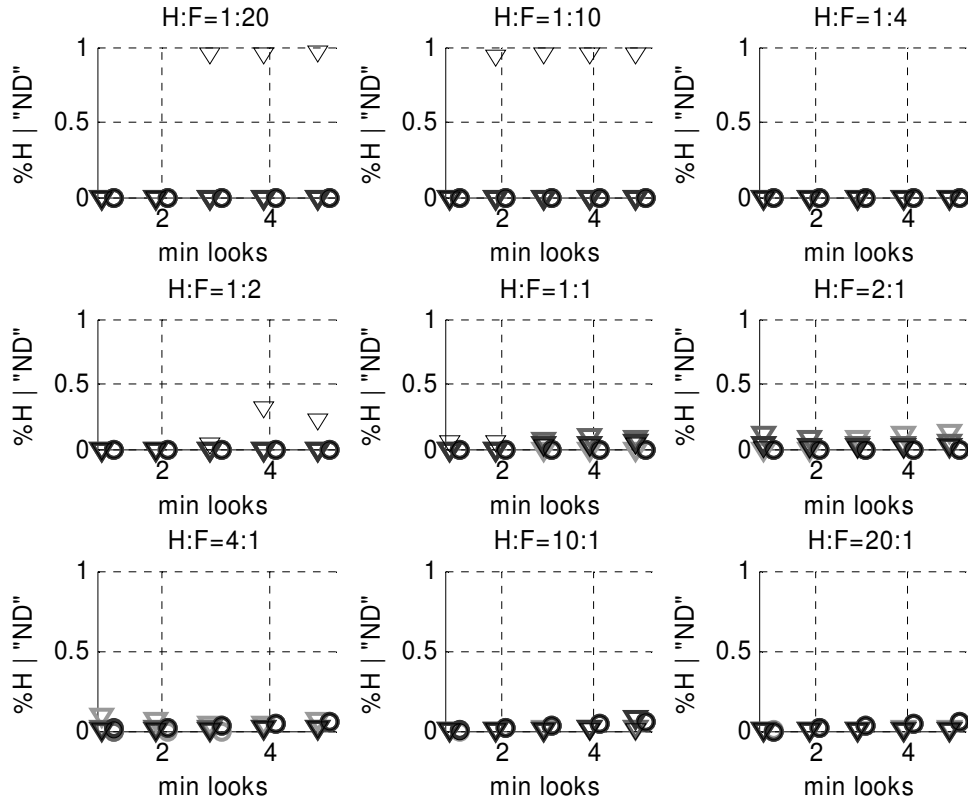 H:F=1:20
H:F=1:10
H:F=1:4
1
0.5
0
%H | "ND"
2
4
min looks
1
0.5
0
%H | "ND"
2
4
min looks
1
0.5
0
%H | "ND"
2
4
min looks
H:F=1:2
H:F=1:1
H:F=2:1
1
0.5
0
%H | "ND"
2
4
min looks
1
0.5
0
%H | "ND"
2
4
min looks
1
0.5
0
%H | "ND"
2
4
min looks
H:F=4:1
H:F=10:1
H:F=20:1
1
0.5
0
%H | "ND"
2
4
min looks
1
0.5
0
%H | "ND"
2
4
min looks
1
0.5
0
%H | "ND"
2
4
min looks